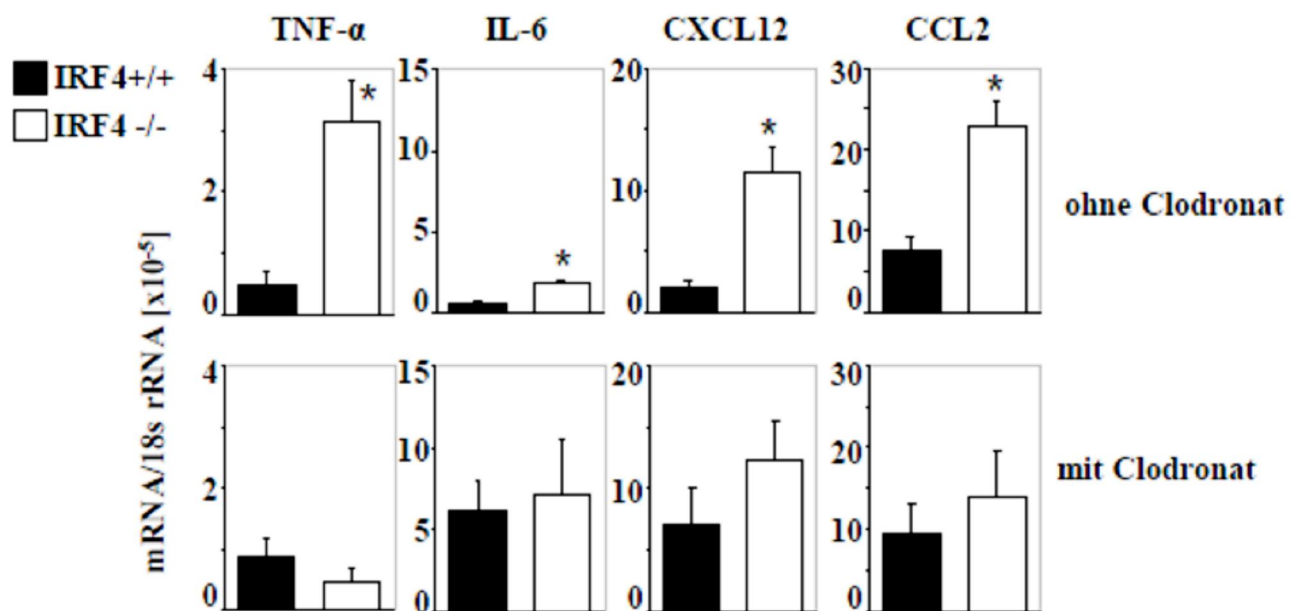 TNF-α IL-6 CXCL12 CCL2
IRF4+/+
IRF4 -/-
4 15 20 30
* * * *
2 10 10 20
5 10
0 0 0 0
ohne Clodronat
mRNA/18s rRNA [x10⁻⁵]
4 15 20 30
2 10 10 20
5 10
0 0 0 0
mit Clodronat